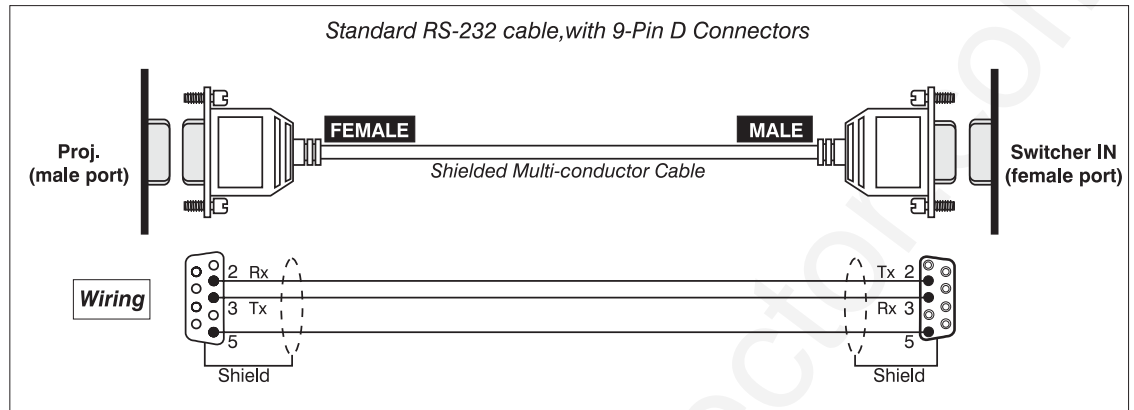 Standard RS-232 cable,with 9-Pin D Connectors
FEMALE
MALE
Proj.
(male port)
Shielded Multi-conductor Cable
Switcher IN
(female port)
Wiring
2 Rx
Tx 2
3 Tx
Rx 3
5
5
Shield
Shield